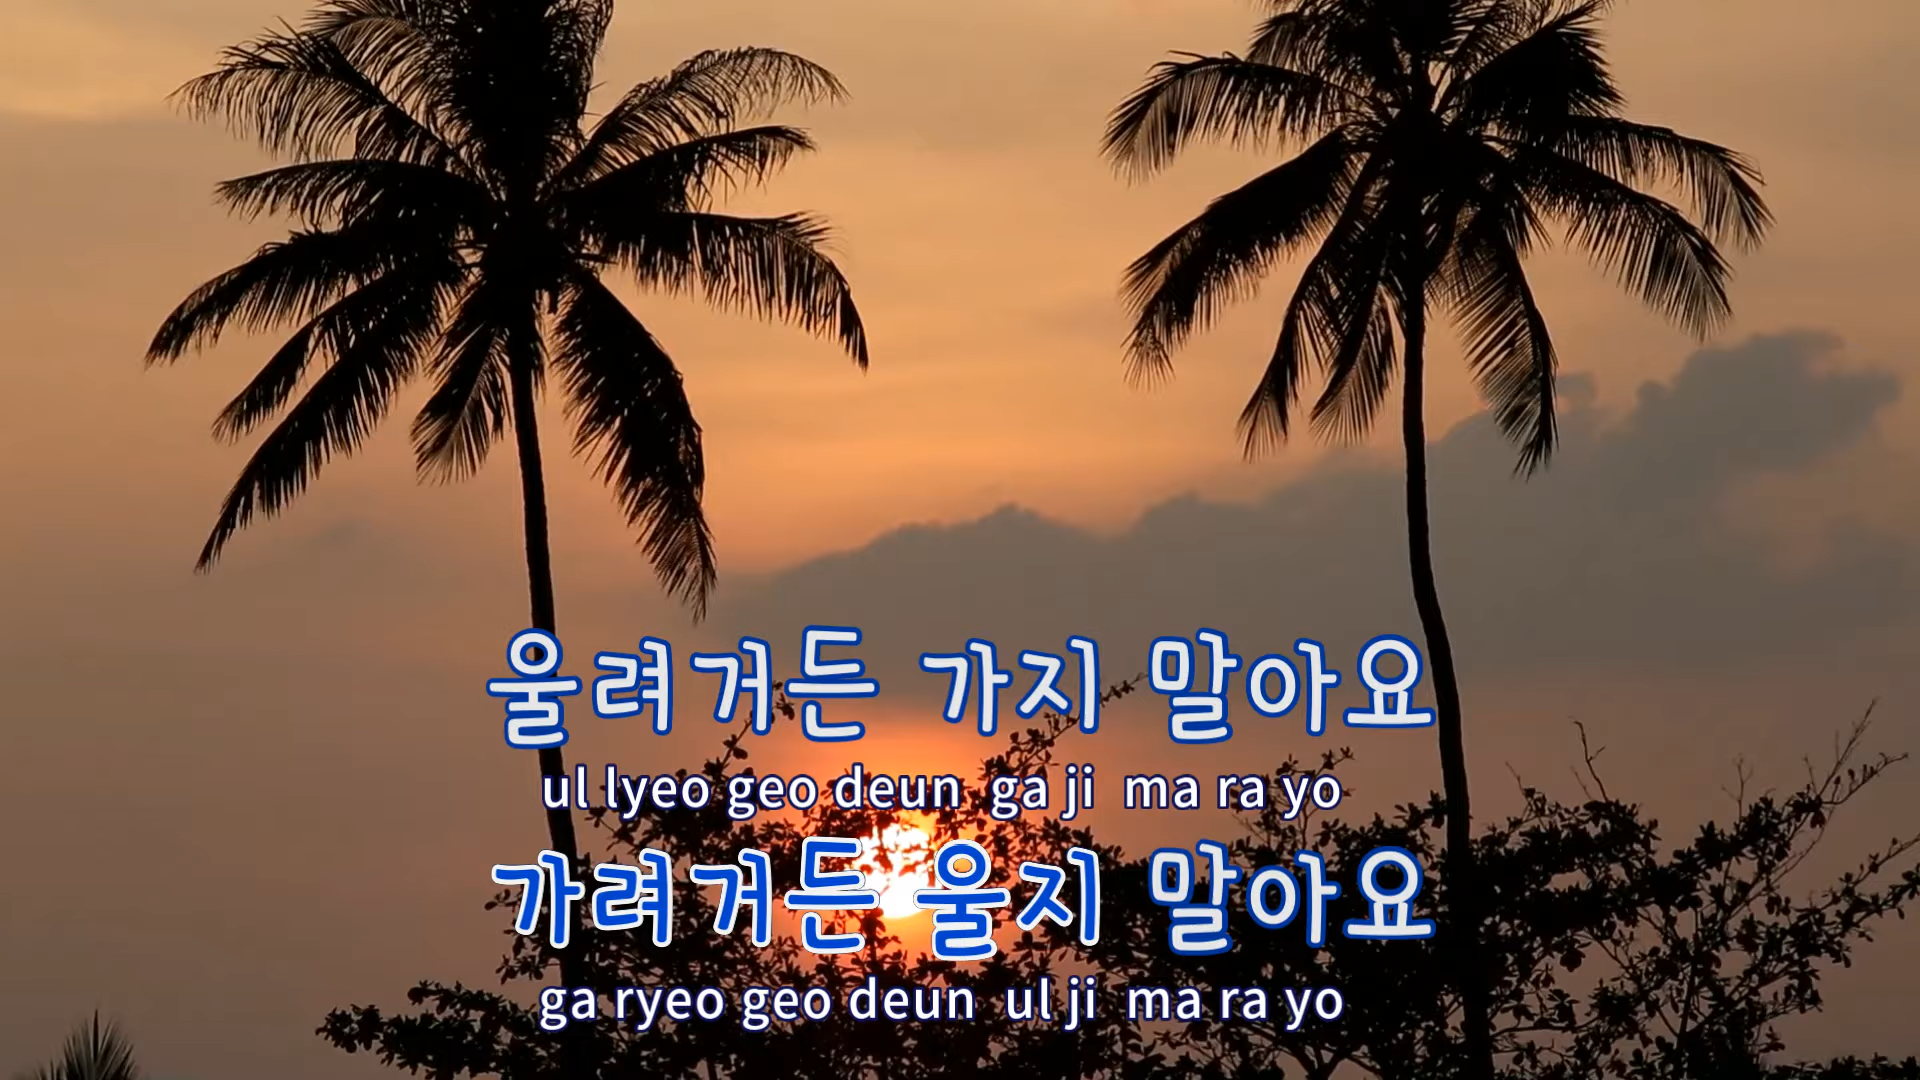 울려거든 가지 말아요
ul lyeo geo deun ga ji ma ra yo
가려거든 울지 말아요
ga ryeo geo deun ul ji ma ra yo